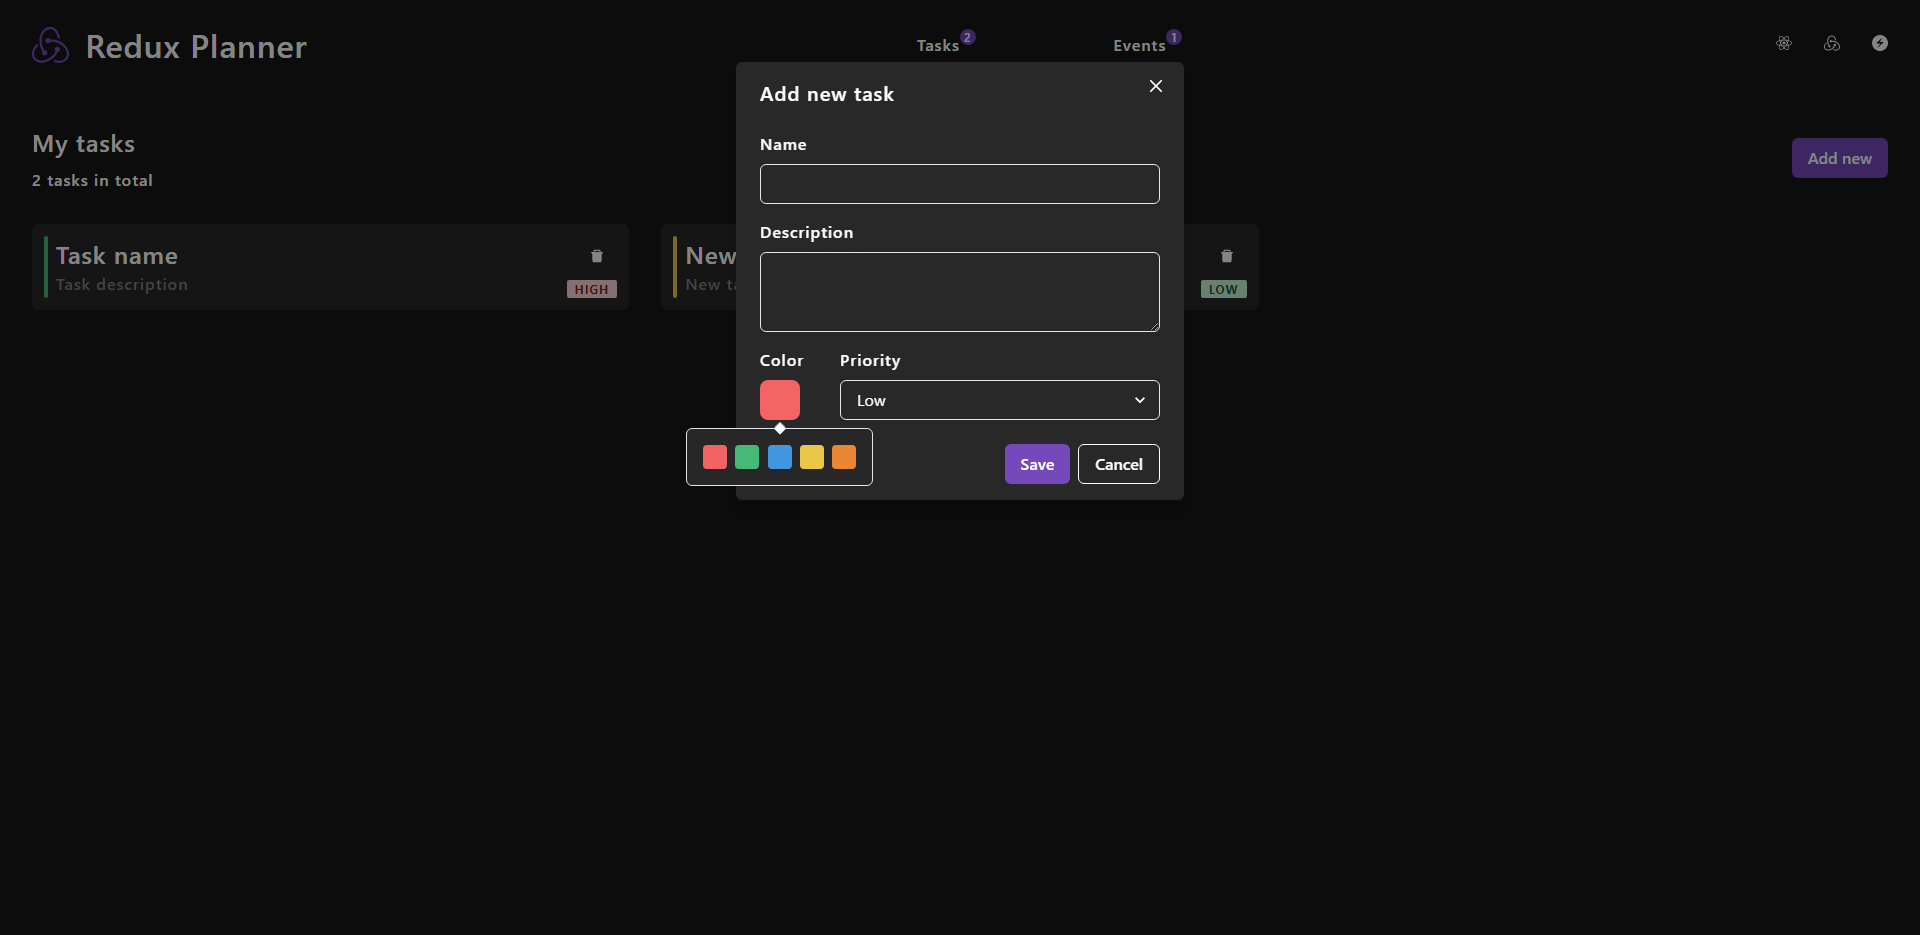 Redux Planner
Tasks 2
Events 1
My tasks
2 tasks in total
Add new
Task name
Task description
HIGH
New
New
LOW
Add new task
Name
Description
Color
Priority
Low
Save
Cancel